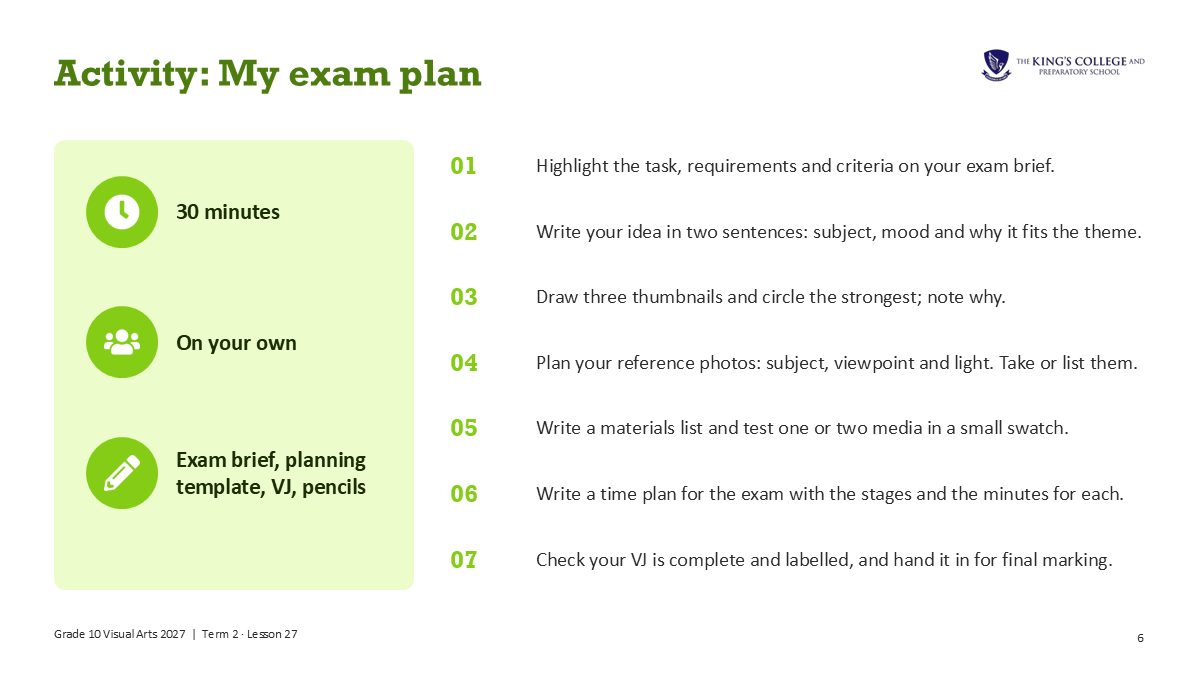 Activity: My exam plan
THE KING'S COLLEGE AND
PREPARATORY SCHOOL
30 minutes
On your own
Exam brief, planning
template, VJ, pencils
01 Highlight the task, requirements and criteria on your exam brief.
02 Write your idea in two sentences: subject, mood and why it fits the theme.
03 Draw three thumbnails and circle the strongest; note why.
04 Plan your reference photos: subject, viewpoint and light. Take or list them.
05 Write a materials list and test one or two media in a small swatch.
06 Write a time plan for the exam with the stages and the minutes for each.
07 Check your VJ is complete and labelled, and hand it in for final marking.
Grade 10 Visual Arts 2027 | Term 2 · Lesson 27
6